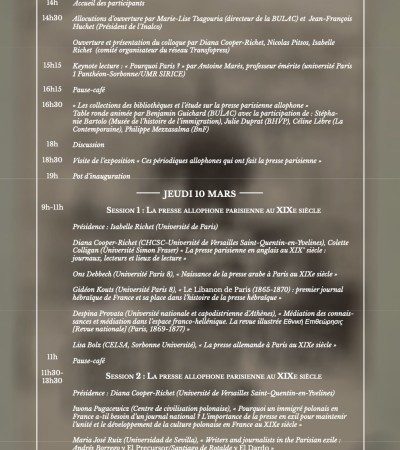 14h Accueil des participants
14h30 Allocutions d'ouverture par Marie-Lise Tsagouria (directeur de la BULAC) et Jean-François
Huchet (Président de l'Inalco)
Ouverture et présentation du colloque par Diana Cooper-Richet, Nicolas Pitsos, Isabelle
Richet (comité organisateur du réseau Transfopress)
15h15 Keynote lecture : « Pourquoi Paris ? » par Antoine Marès, professeur émérite (université Paris
1 Panthéon-Sorbonne/UMR SIRICE)
16h15 Pause-café
16h30 « Les collections des bibliothèques et l'étude sur la presse parisienne allophone »
Table ronde animée par Benjamin Guichard (BULAC) avec la participation de : Stépha-
nie Bartolo (Musée de l'histoire de l'immigration), Julie Duprat (BHVP), Céline Lèbre (La
Contemporaine), Philippe Mezzasalma (BnF)
18h Discussion
18h30 Visite de l'exposition « Ces périodiques allophones qui ont fait la presse parisienne »
19h Pot d'inauguration
JEUDI 10 MARS
9h-11h Session 1 : La presse allophone parisienne au XIXe siècle
Présidence : Isabelle Richet (Université de Paris)
Diana Cooper-Richet (CHCSC-Université de Versailles Saint-Quentin-en-Yvelines), Colette
Colligan (Université Simon Fraser) « La presse parisienne en anglais au XIX° siècle :
journaux, lecteurs et lieux de lecture »
Ons Debbech (Université Paris 8), « Naissance de la presse arabe à Paris au XIXe siècle »
Gidéon Kouts (Université Paris 8), « Le Libanon de Paris (1865-1870) : premier journal
hébraïque de France et sa place dans l'histoire de la presse hébraïque »
Despina Provata (Université nationale et capodistrienne d'Athènes), « Médiation des connais-
sances et médiation dans l'espace franco-hellénique. La revue illustrée Εθνική Επιθεώρησις
[Revue nationale] (Paris, 1869-1877) »
Lisa Bolz (CELSA, Sorbonne Université), « La presse allemande à Paris au XIXe siècle »
11h Pause-café
11h30-
13h30 Session 2 : La presse allophone parisienne au XIXe siècle
Présidence : Diana Cooper-Richet (Université de Versailles Saint-Quentin-en-Yvelines)
Iwona Pugacewicz (Centre de civilisation polonaise), « Pourquoi un immigré polonais en
France a-t-il besoin d'un journal national ? L'importance de la presse en exil pour maintenir
l'unité et le développement de la culture polonaise en France au XIXe siècle »
María José Ruiz (Universidad de Sevilla), « Writers and journalists in the Parisian exile :
Andrés Borrego y El Precursor/Santiago de Rotalde y El Dardo »